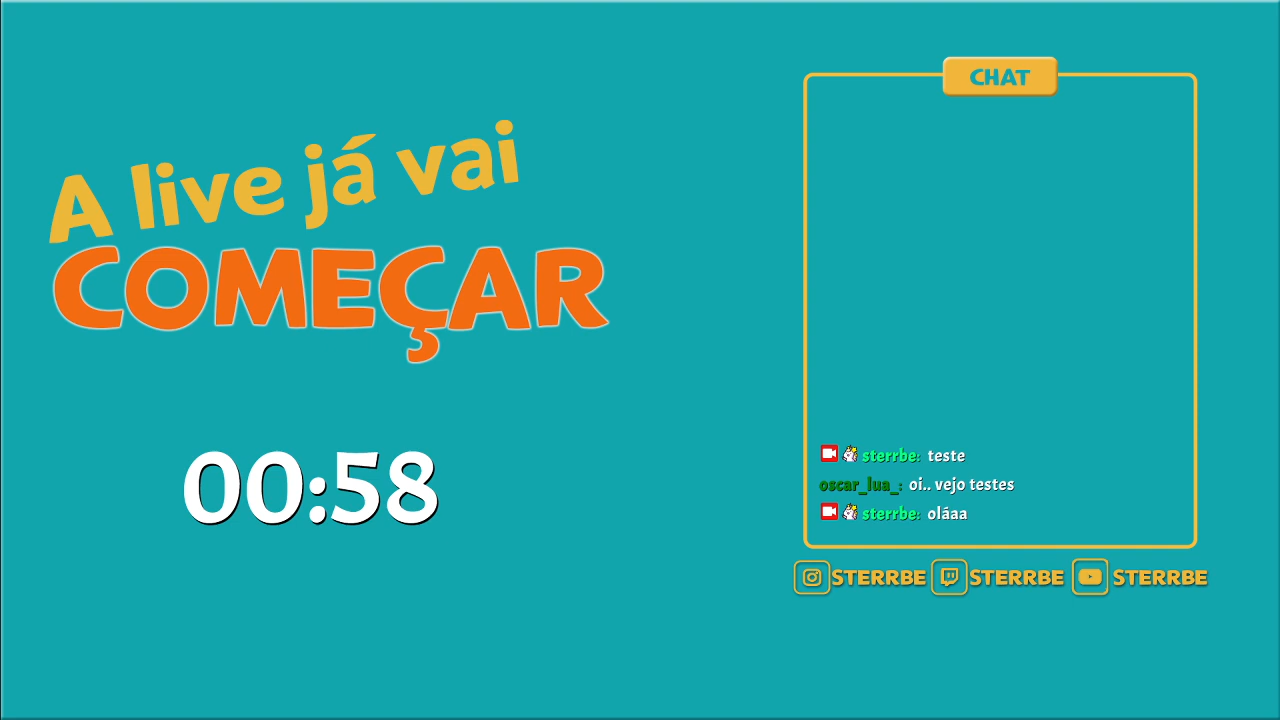 A live já vai
COMEÇAR
00:58
CHAT
sterrbe: teste
oscar_lua_: oi.. vejo testes
sterrbe: oláaa
STERRBE STERRBE STERRBE